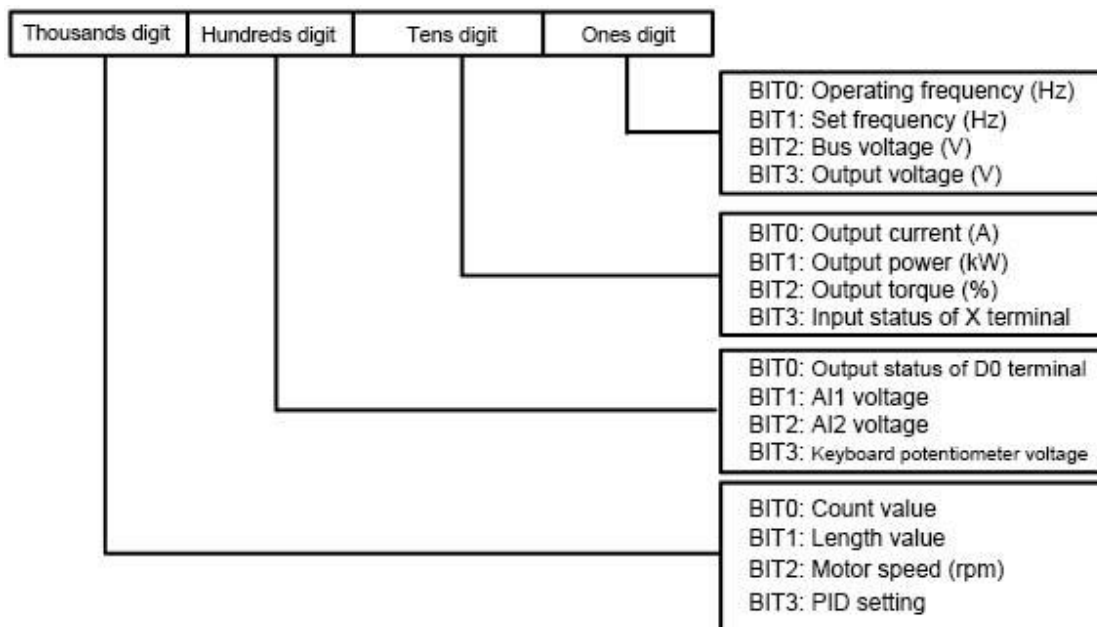 Thousands digit Hundreds digit Tens digit Ones digit
BIT0: Operating frequency (Hz)
BIT1: Set frequency (Hz)
BIT2: Bus voltage (V)
BIT3: Output voltage (V)
BIT0: Output current (A)
BIT1: Output power (kW)
BIT2: Output torque (%)
BIT3: Input status of X terminal
BIT0: Output status of D0 terminal
BIT1: AI1 voltage
BIT2: AI2 voltage
BIT3: Keyboard potentiometer voltage
BIT0: Count value
BIT1: Length value
BIT2: Motor speed (rpm)
BIT3: PID setting